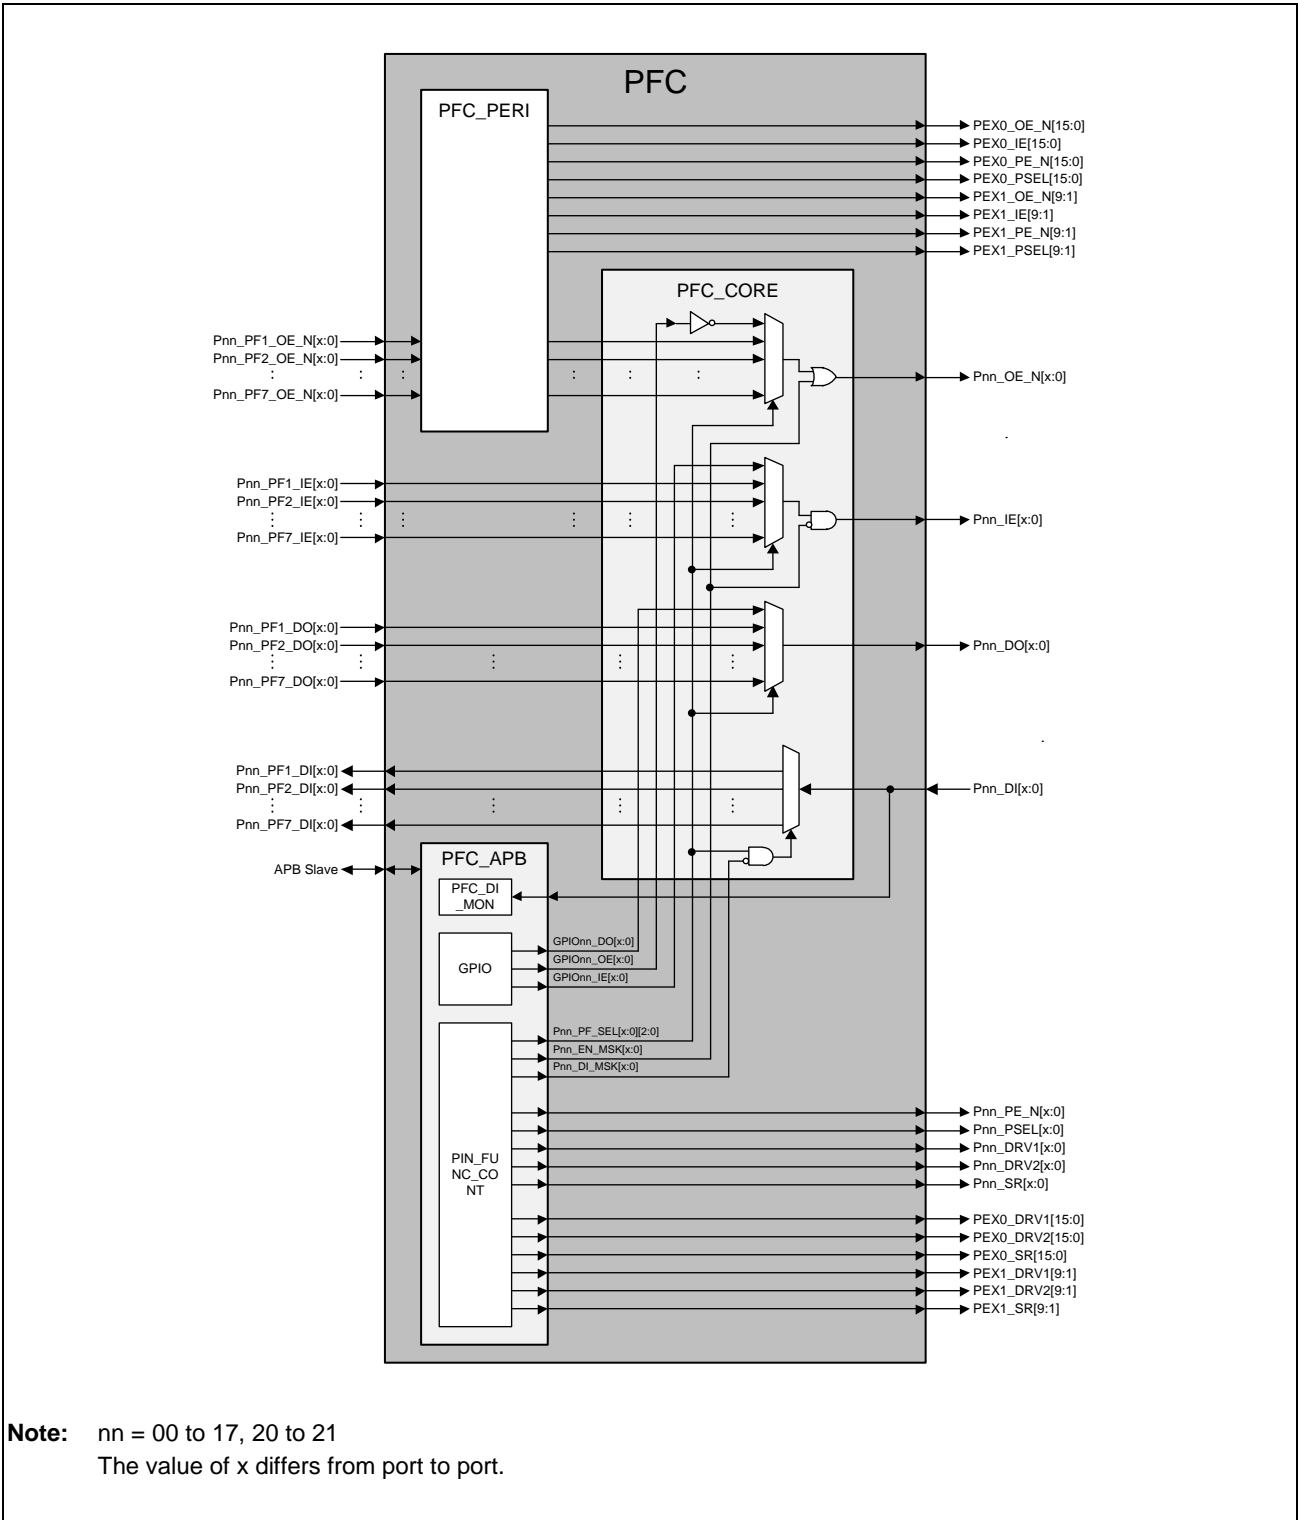 PFC
PFC_PERI
PEX0_OE_N[15:0]
PEX0_IE[15:0]
PEX0_PE_N[15:0]
PEX0_PSEL[15:0]
PEX1_OE_N[9:1]
PEX1_IE[9:1]
PEX1_PE_N[9:1]
PEX1_PSEL[9:1]
PFC_CORE
Pnn_PF1_OE_N[x:0]
Pnn_PF2_OE_N[x:0]
Pnn_PF7_OE_N[x:0]
Pnn_OE_N[x:0]
Pnn_PF1_IE[x:0]
Pnn_PF2_IE[x:0]
Pnn_PF7_IE[x:0]
Pnn_IE[x:0]
Pnn_PF1_DO[x:0]
Pnn_PF2_DO[x:0]
Pnn_PF7_DO[x:0]
Pnn_DO[x:0]
Pnn_PF1_DI[x:0]
Pnn_PF2_DI[x:0]
Pnn_PF7_DI[x:0]
Pnn_DI[x:0]
APB Slave
PFC_APB
PFC_DI
_MON
GPIO
GPIOnn_DO[x:0]
GPIOnn_OE[x:0]
GPIOnn_IE[x:0]
Pnn_PF_SEL[x:0][2:0]
Pnn_EN_MSK[x:0]
Pnn_DI_MSK[x:0]
PIN_FU
NC_CO
NT
Pnn_PE_N[x:0]
Pnn_PSEL[x:0]
Pnn_DRV1[x:0]
Pnn_DRV2[x:0]
Pnn_SR[x:0]
PEX0_DRV1[15:0]
PEX0_DRV2[15:0]
PEX0_SR[15:0]
PEX1_DRV1[9:1]
PEX1_DRV2[9:1]
PEX1_SR[9:1]
Note: nn = 00 to 17, 20 to 21
The value of x differs from port to port.